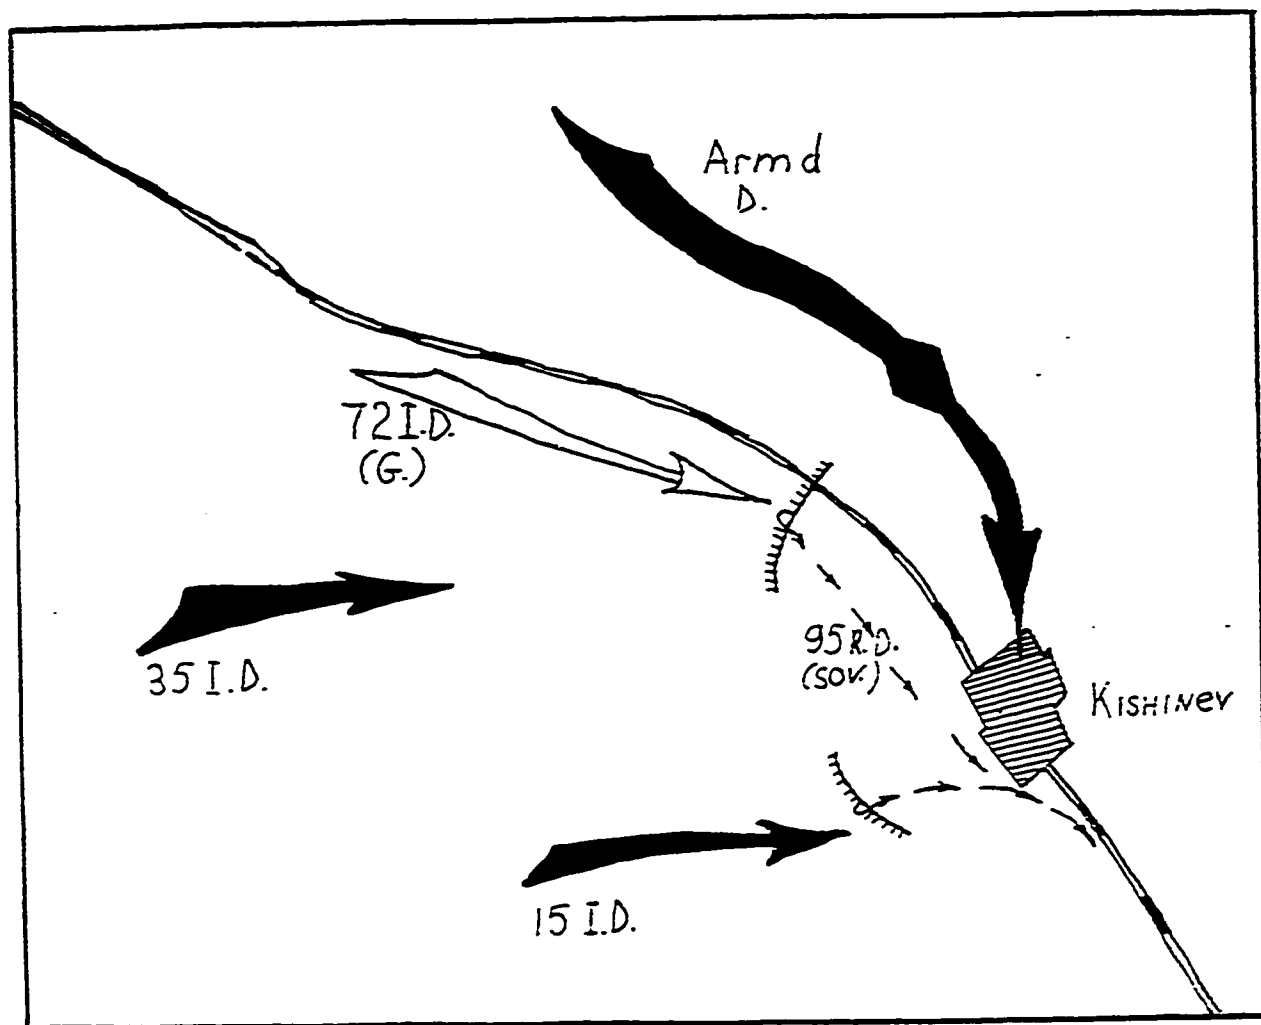 Armd
D.
72 I.D.
(G.)
35 I.D.
95 R.D.
(SOV.)
KISHINev
15 I.D.